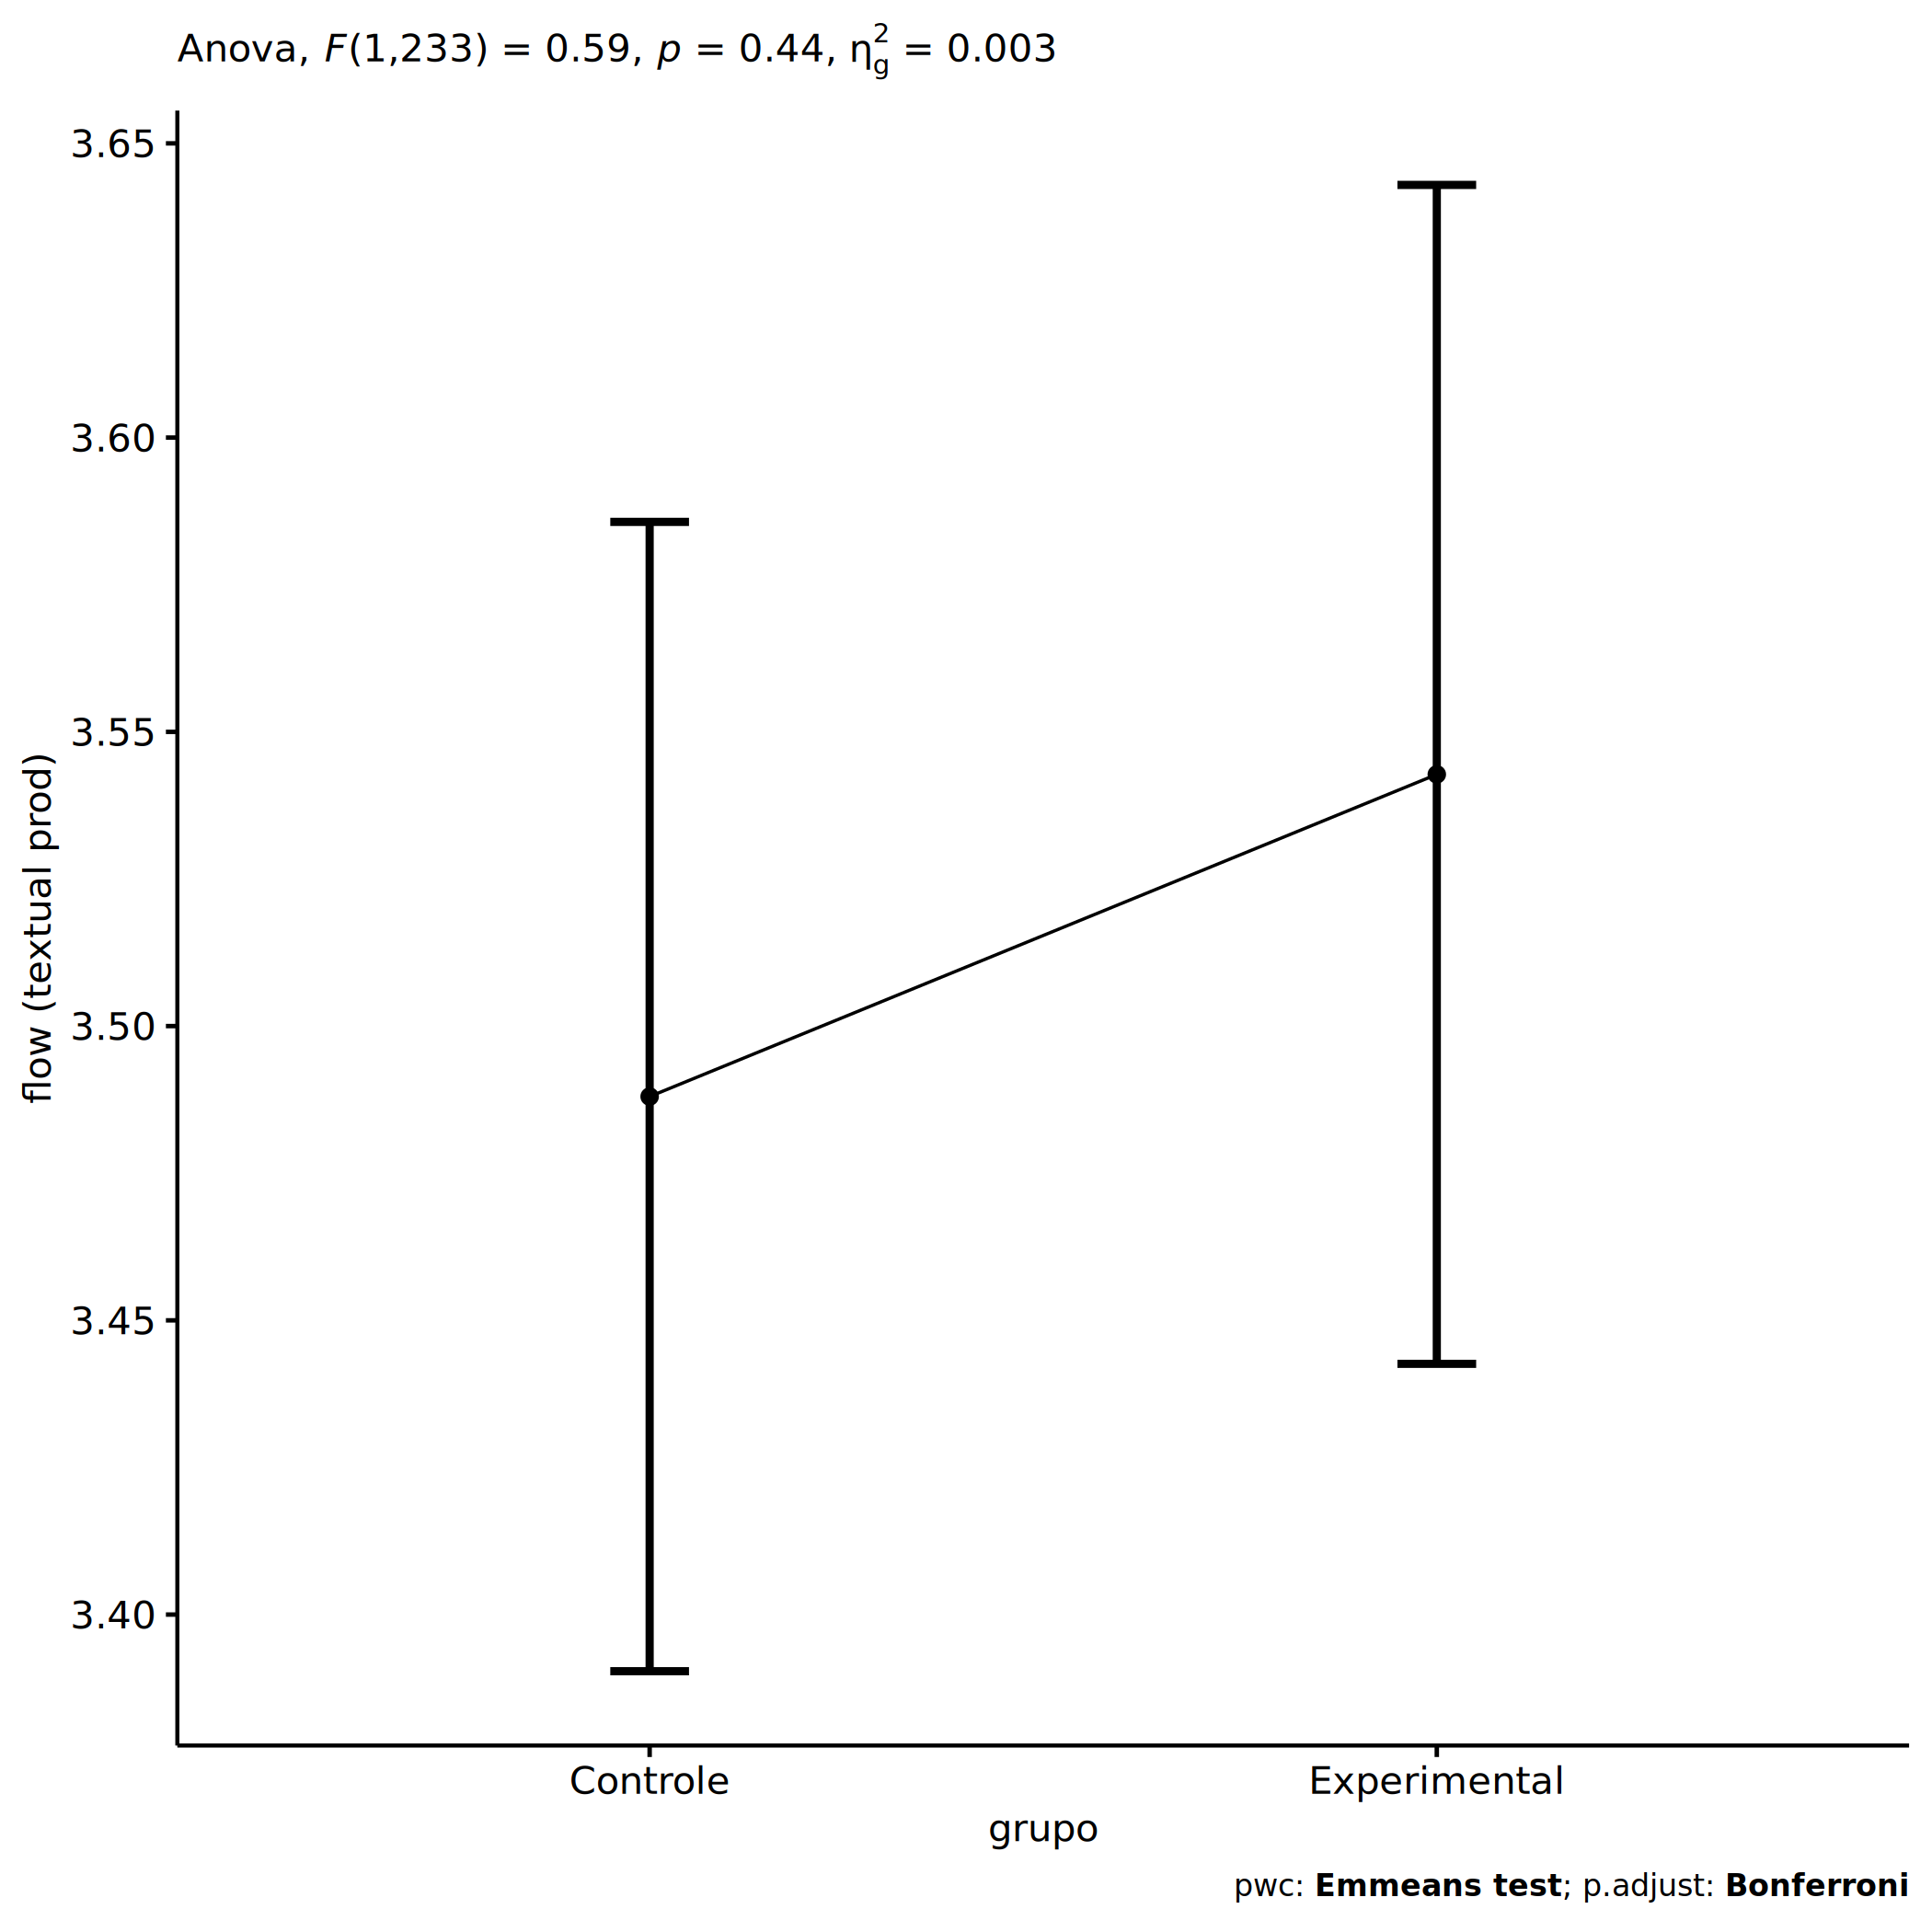 Anova, F(1,233) = 0.59, p = 0.44, η²g = 0.003
3.65
3.60
3.55
3.50
3.45
3.40
flow (textual prod)
Controle
Experimental
grupo
pwc: Emmeans test; p.adjust: Bonferroni